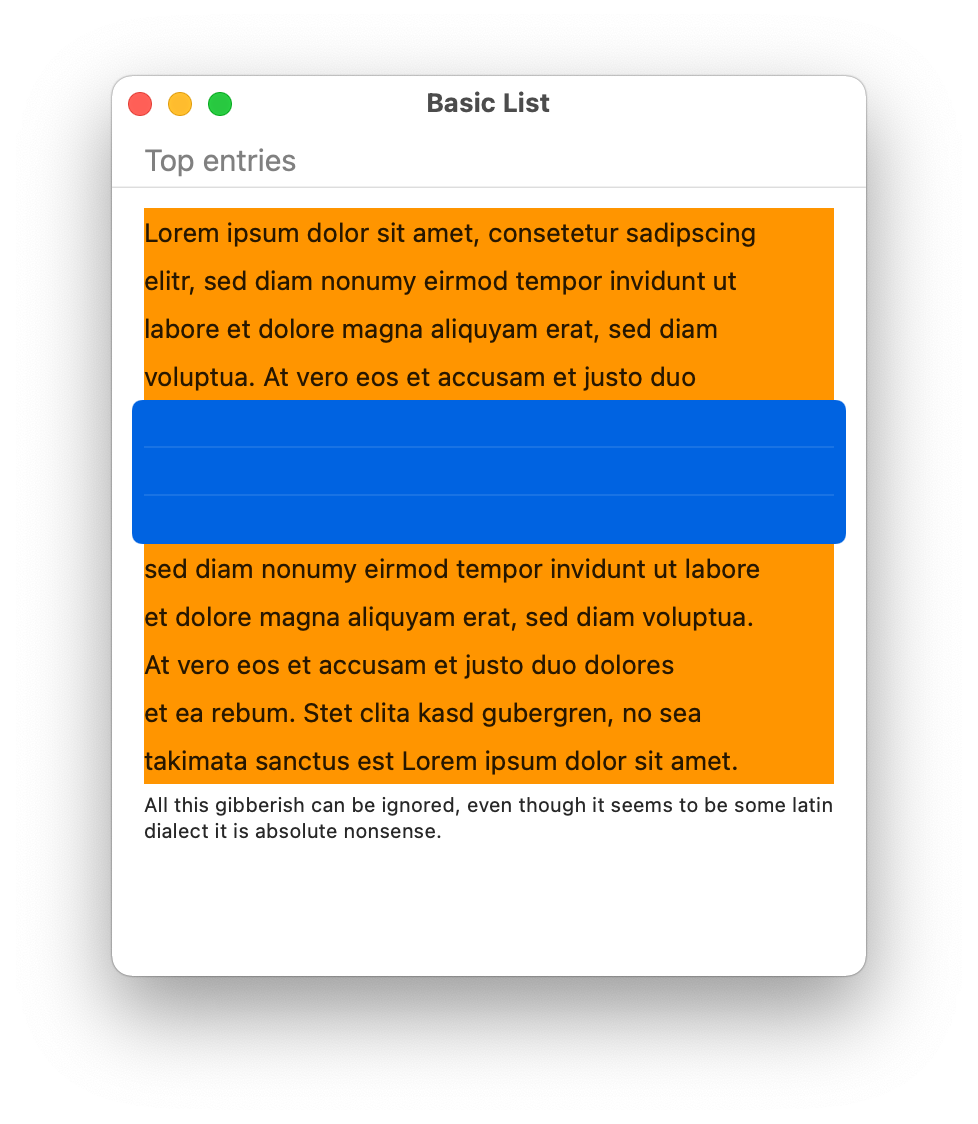 Basic List
Top entries
Lorem ipsum dolor sit amet, consetetur sadipscing
elitr, sed diam nonumy eirmod tempor invidunt ut
labore et dolore magna aliquyam erat, sed diam
voluptua. At vero eos et accusam et justo duo
sed diam nonumy eirmod tempor invidunt ut labore
et dolore magna aliquyam erat, sed diam voluptua.
At vero eos et accusam et justo duo dolores
et ea rebum. Stet clita kasd gubergren, no sea
takimata sanctus est Lorem ipsum dolor sit amet.
All this gibberish can be ignored, even though it seems to be some latin
dialect it is absolute nonsense.